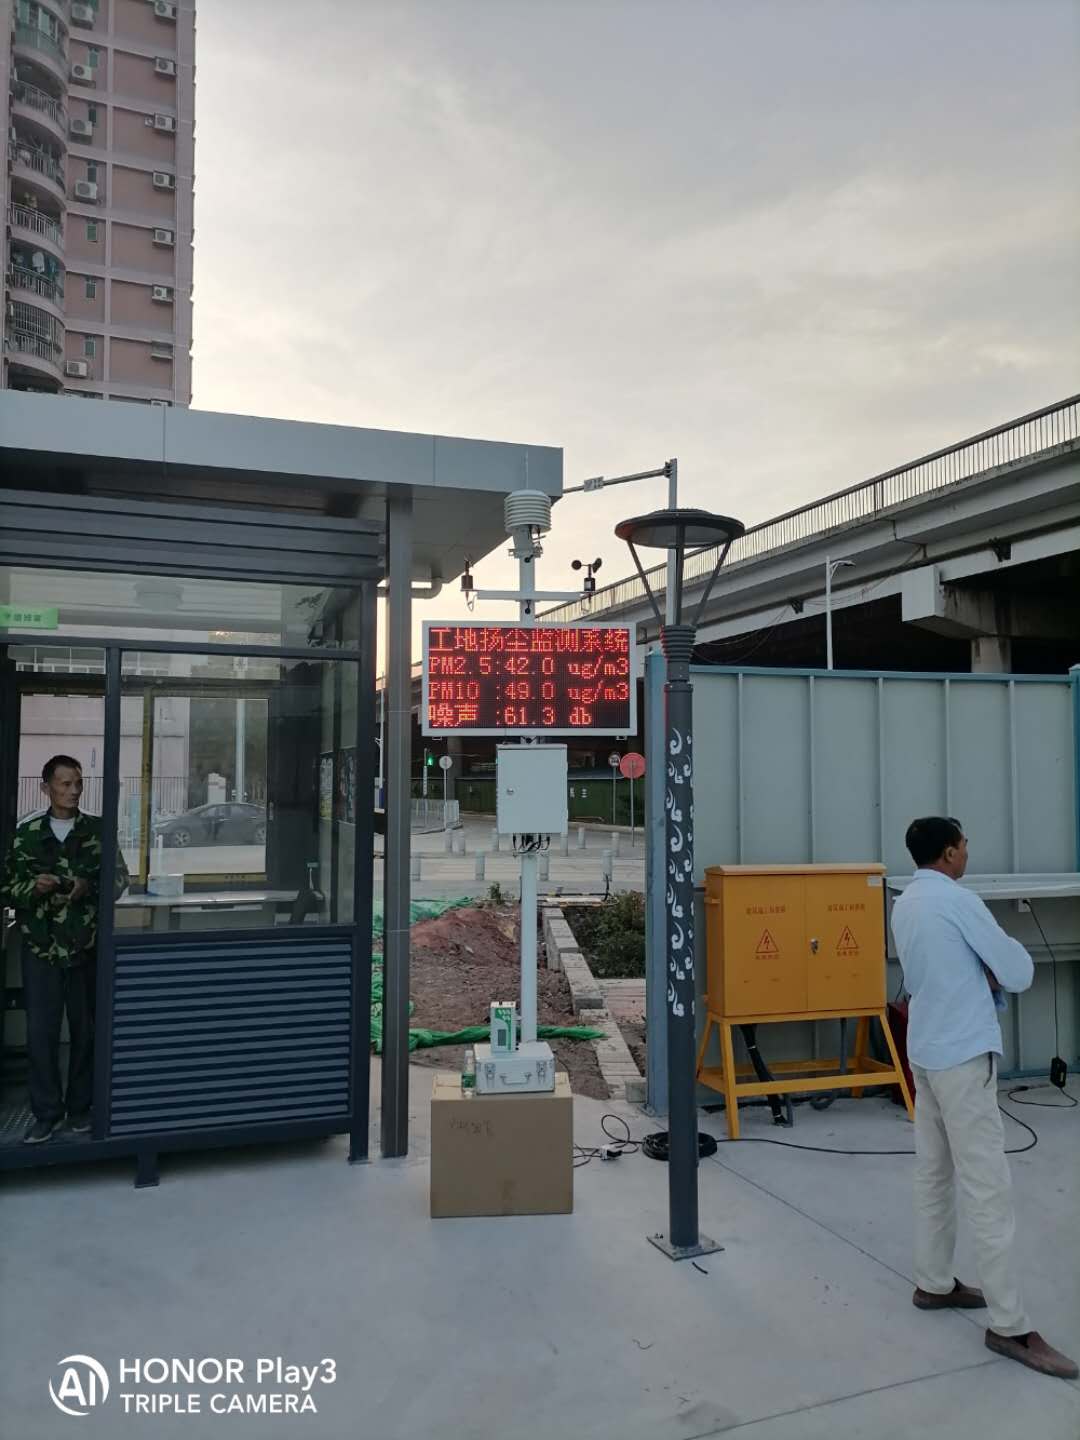 工地扬尘监测系统
PM2.5:42.0 ug/m3
PM10 :49.0 ug/m3
噪声 :61.3 db
HONOR Play3
TRIPLE CAMERA